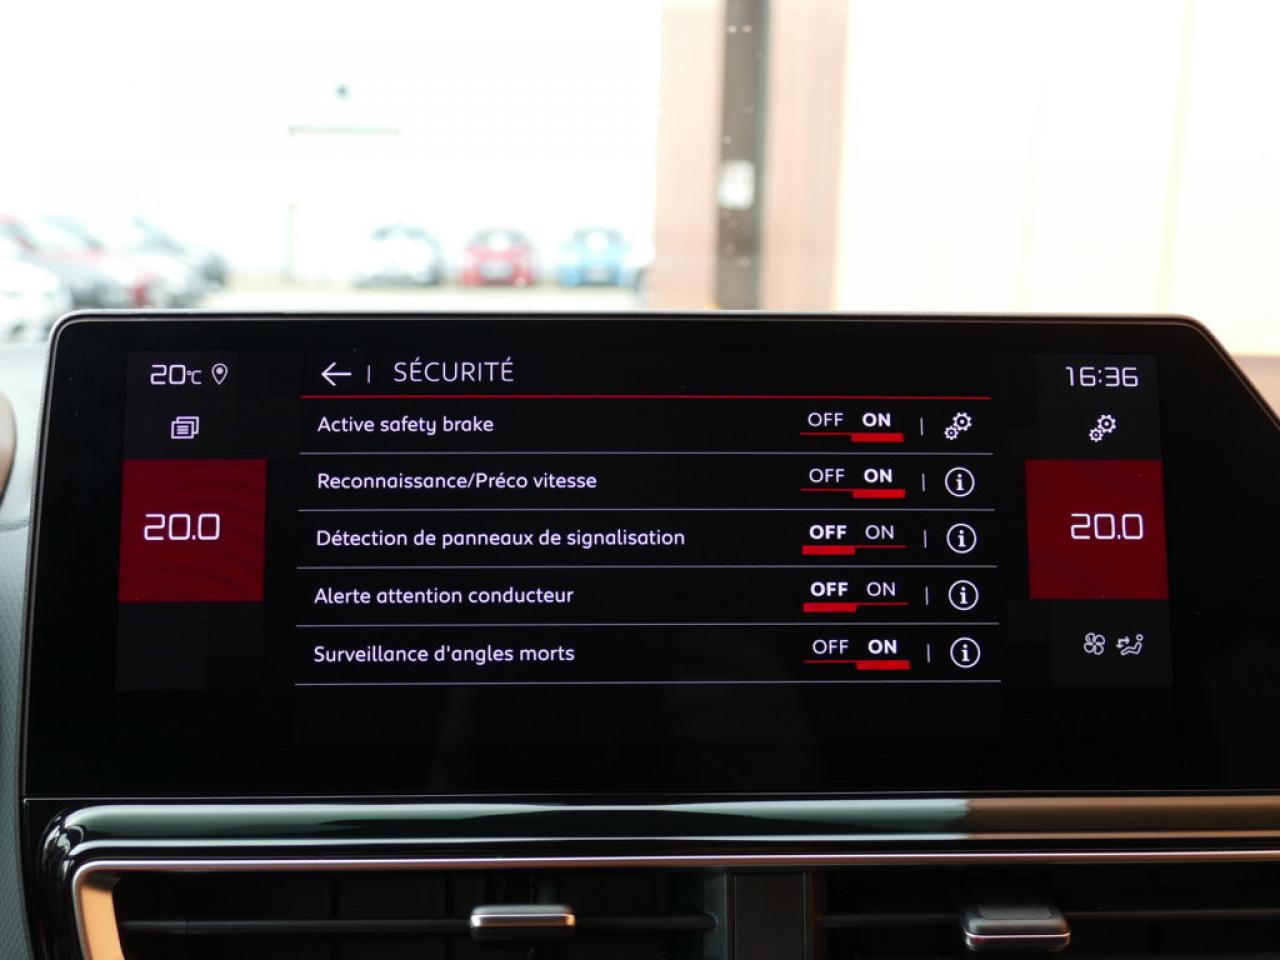 20°C
SÉCURITÉ
16:36
Active safety brake OFF ON
Reconnaissance/Préco vitesse OFF ON
Détection de panneaux de signalisation OFF ON
Alerte attention conducteur OFF ON
Surveillance d'angles morts OFF ON
20.0
20.0